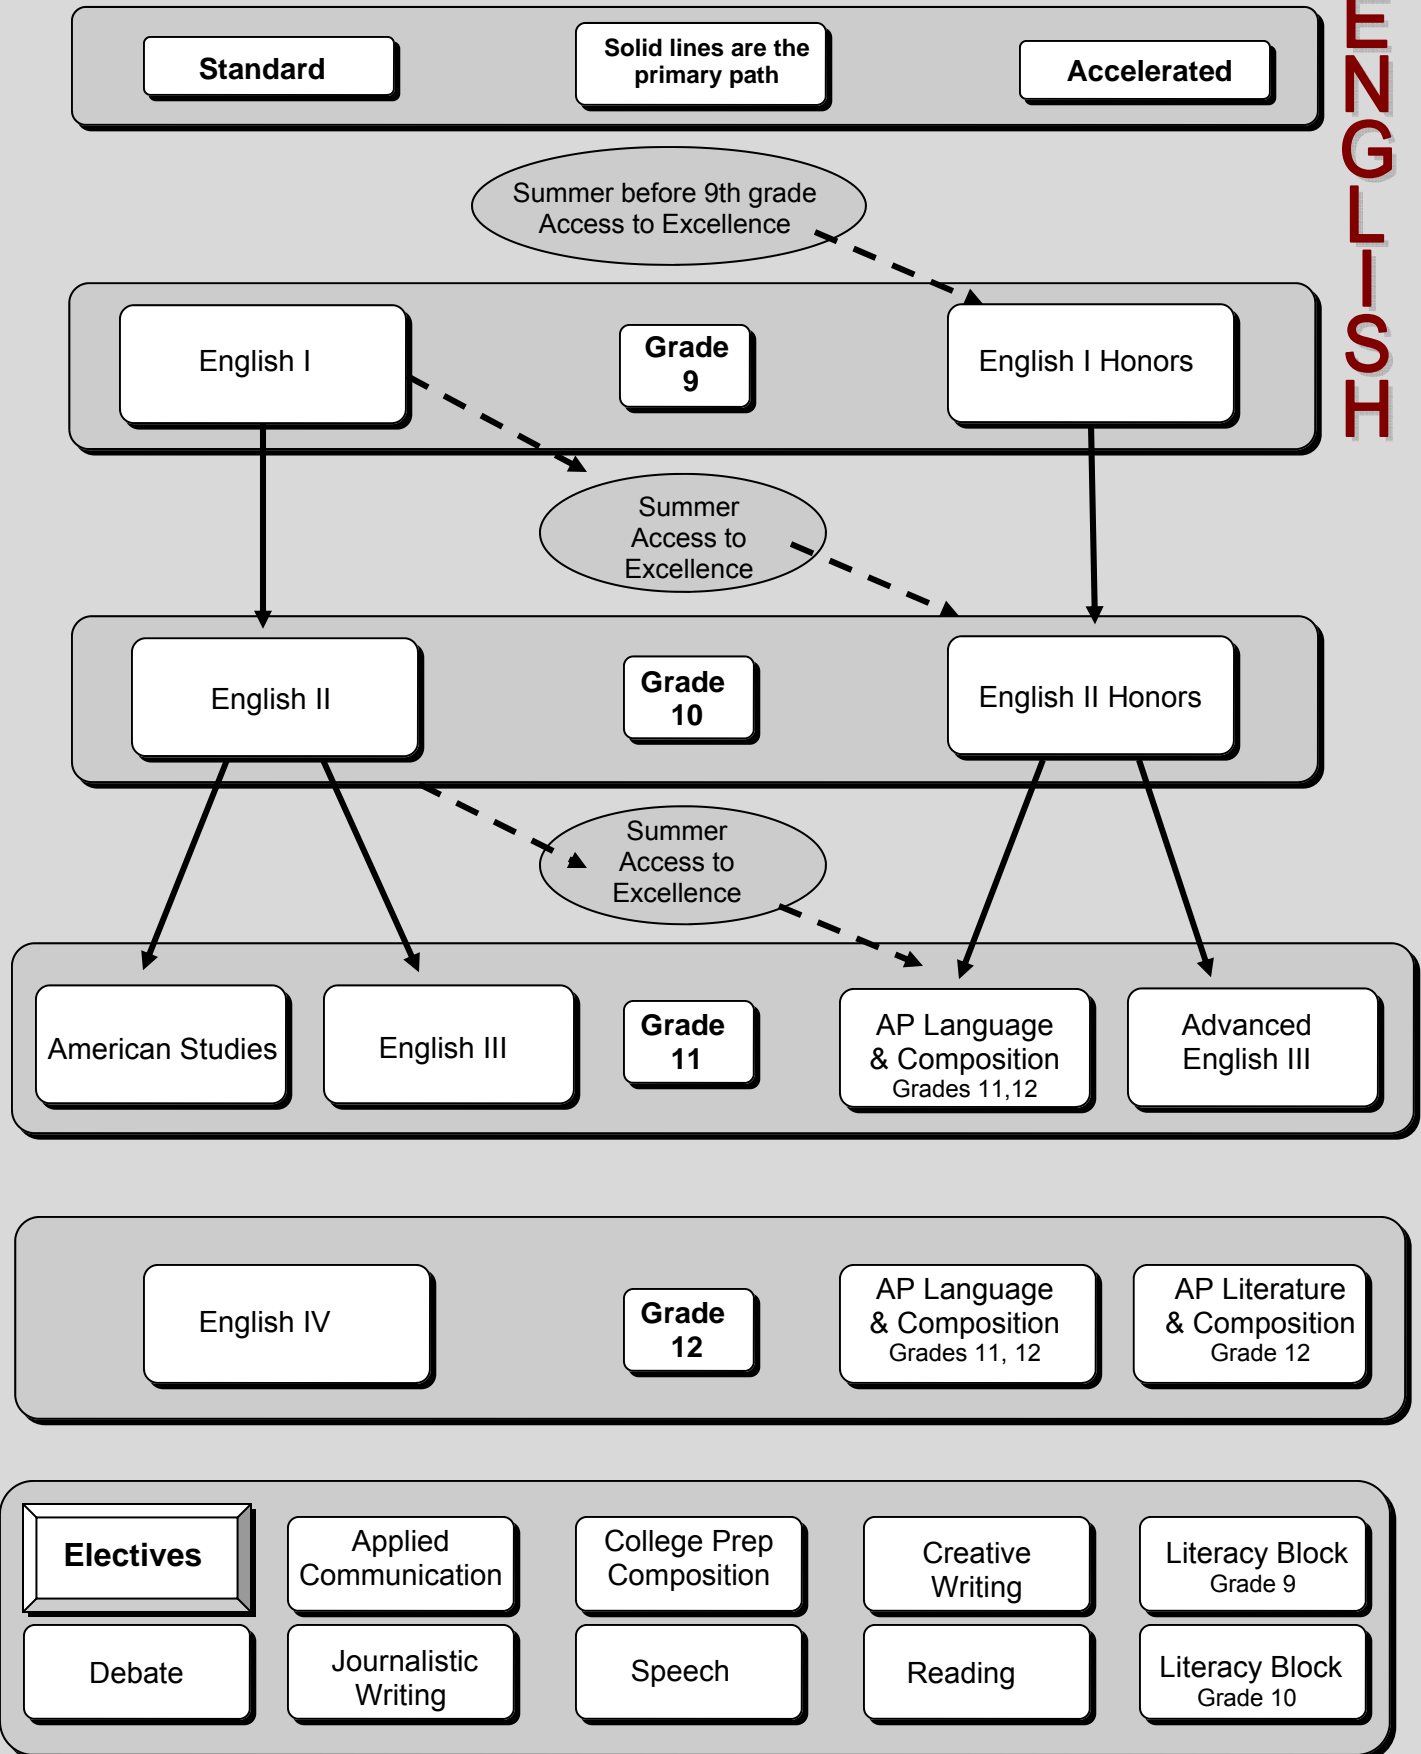 Standard
Solid lines are the
primary path
Accelerated
ENGLISH
Summer before 9th grade
Access to Excellence
English I
Grade
9
English I Honors
Summer
Access to
Excellence
English II
Grade
10
English II Honors
Summer
Access to
Excellence
American Studies
English III
Grade
11
AP Language
& Composition
Grades 11,12
Advanced
English III
English IV
Grade
12
AP Language
& Composition
Grades 11, 12
AP Literature
& Composition
Grade 12
Electives
Applied
Communication
College Prep
Composition
Creative
Writing
Literacy Block
Grade 9
Debate
Journalistic
Writing
Speech
Reading
Literacy Block
Grade 10